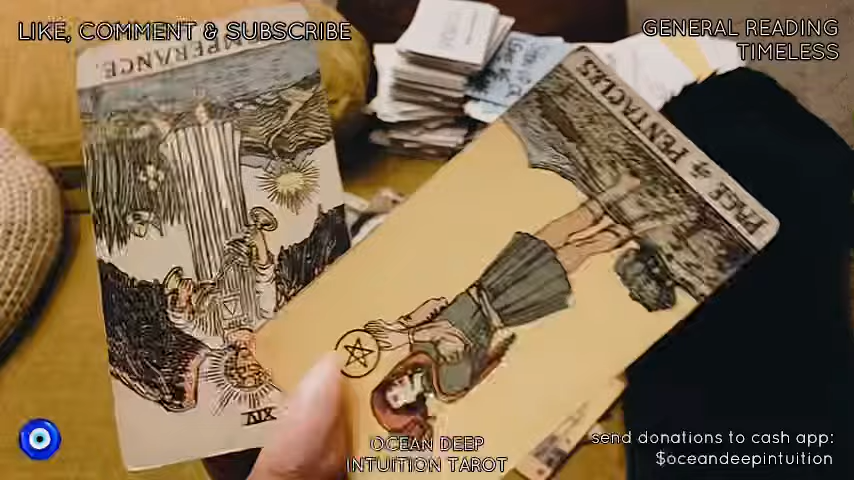 LIKE, COMMENT & SUBSCRIBE
GENERAL READING
TIMELESS
TEMPERANCE.
PAGE & PENTACLES.
XIV
OCEAN DEEP
INTUITION TAROT
send donations to cash app:
$oceandeepintuition